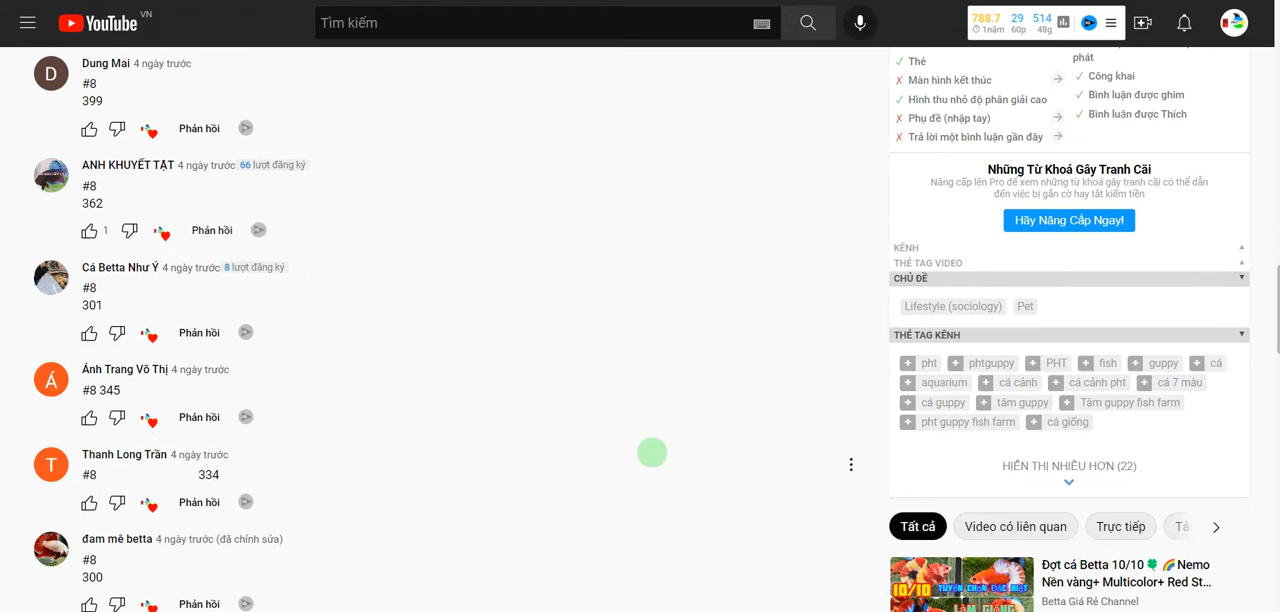 YouTube VN
Tìm kiếm
788.7 29 514
1năm 60p 48g
Dung Mai 4 ngày trước
#8
399
Phản hồi
ANH KHUYẾT TẬT 4 ngày trước 66 lượt đăng ký
#8
362
1 Phản hồi
Cá Betta Như Ý 4 ngày trước 8 lượt đăng ký
#8
301
Phản hồi
Á
Ánh Trang Võ Thị 4 ngày trước
#8 345
Phản hồi
T
Thanh Long Trần 4 ngày trước
#8 334
Phản hồi
đam mê betta 4 ngày trước (đã chỉnh sửa)
#8
300
Phản hồi
D
phát
Thẻ
Công khai
Màn hình kết thúc
Bình luận được ghim
Hình thu nhỏ độ phân giải cao
Bình luận được Thích
Phụ đề (nhập tay)
Trả lời một bình luận gần đây
Những Từ Khoá Gây Tranh Cãi
Nâng cấp lên Pro để xem những từ khoá gây tranh cãi có thể dẫn
đến việc bị gắn cờ hay tắt kiếm tiền
Hãy Nâng Cấp Ngay!
KÊNH
THẺ TAG VIDEO
CHỦ ĐỀ
Lifestyle (sociology) Pet
THẺ TAG KÊNH
pht phtguppy PHT fish guppy cá
aquarium cá cảnh cá cảnh pht cá 7 màu
cá guppy tâm guppy Tâm guppy fish farm
pht guppy fish farm cá giống
HIỂN THỊ NHIỀU HƠN (22)
Tất cả Video có liên quan Trực tiếp
Đợt cá Betta 10/10🍀 🌈Nemo
Nền vàng+ Multicolor+ Red St...
Betta Giá Rẻ Channel
10/10 TUYỂN CHỌN ĐẶC BIỆT
LÀM GIỐNG